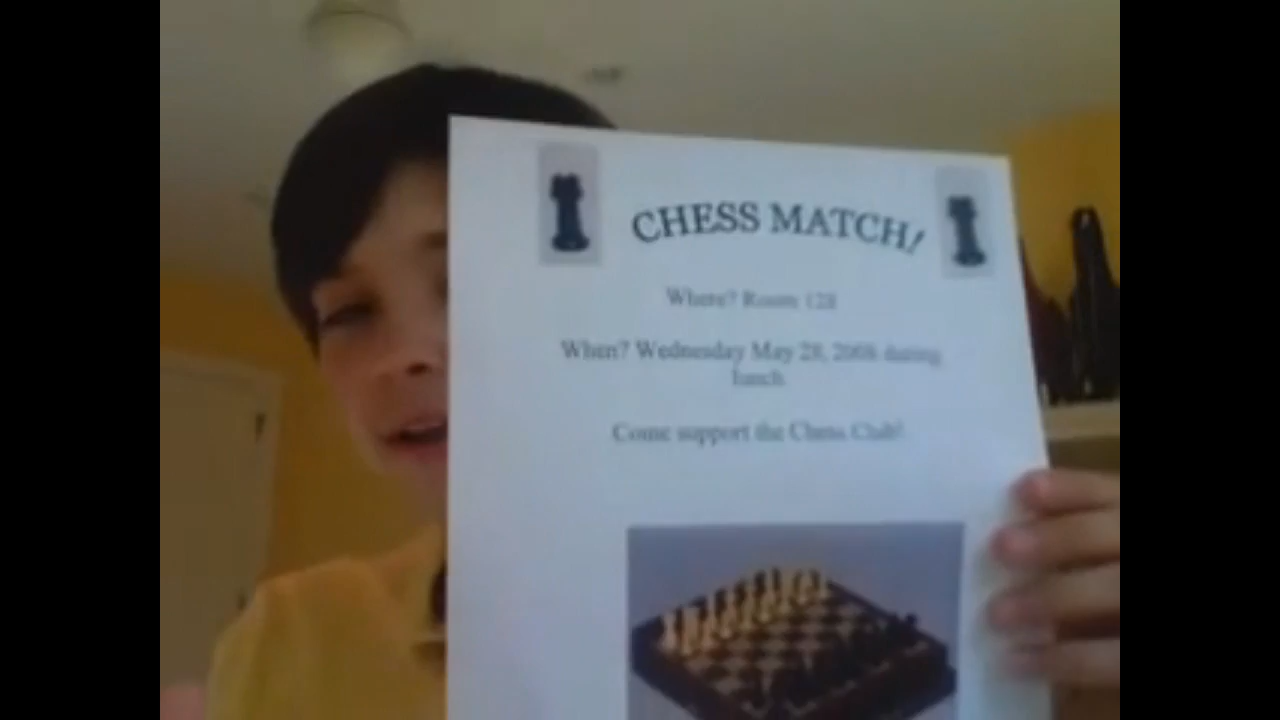 CHESS MATCH!
Where? Room 128
When? Wednesday May 28, 2008 during
lunch
Come support the Chess Club!